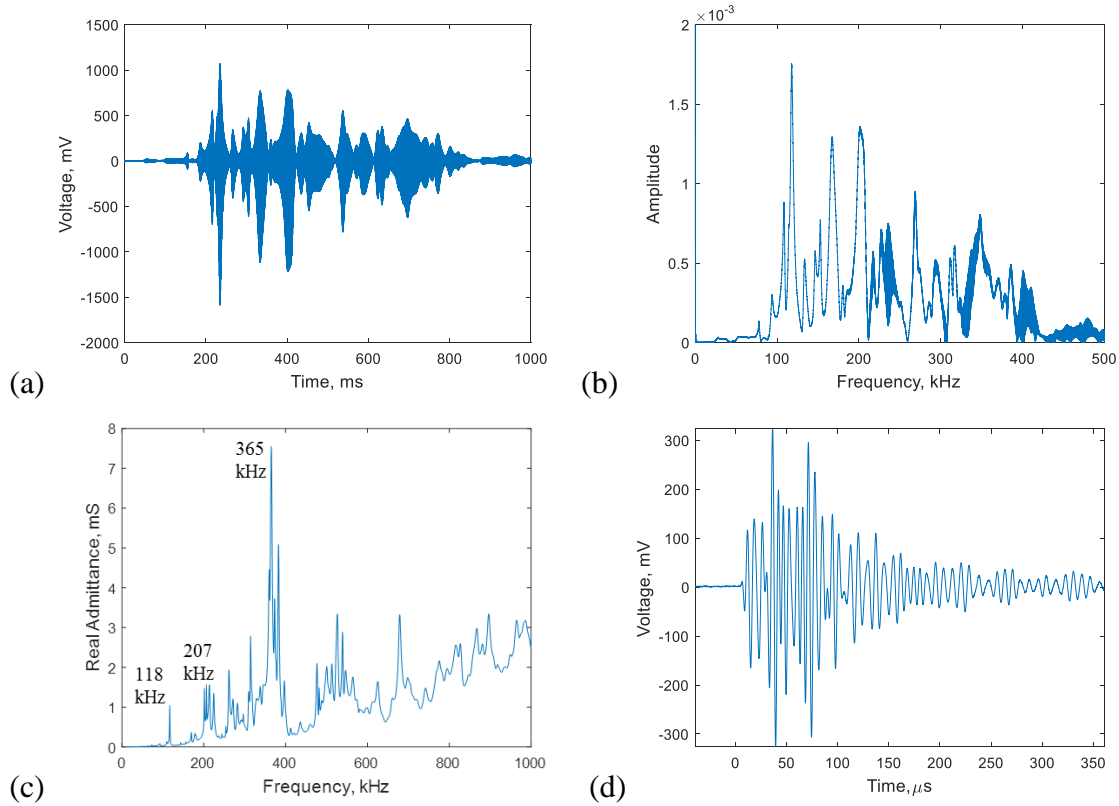 1500
1000
500
0
-500
-1000
-1500
-2000
Voltage, mV
0 200 400 600 800 1000
Time, ms
(a)
×10-3
2
1.5
1
0.5
0
Amplitude
0 100 200 300 400 500
Frequency, kHz
(b)
8
7
6
5
4
3
2
1
0
Real Admittance, mS
118
kHz
207
kHz
365
kHz
0 200 400 600 800 1000
Frequency, kHz
(c)
300
200
100
0
-100
-200
-300
Voltage, mV
0 50 100 150 200 250 300 350
Time, μs
(d)